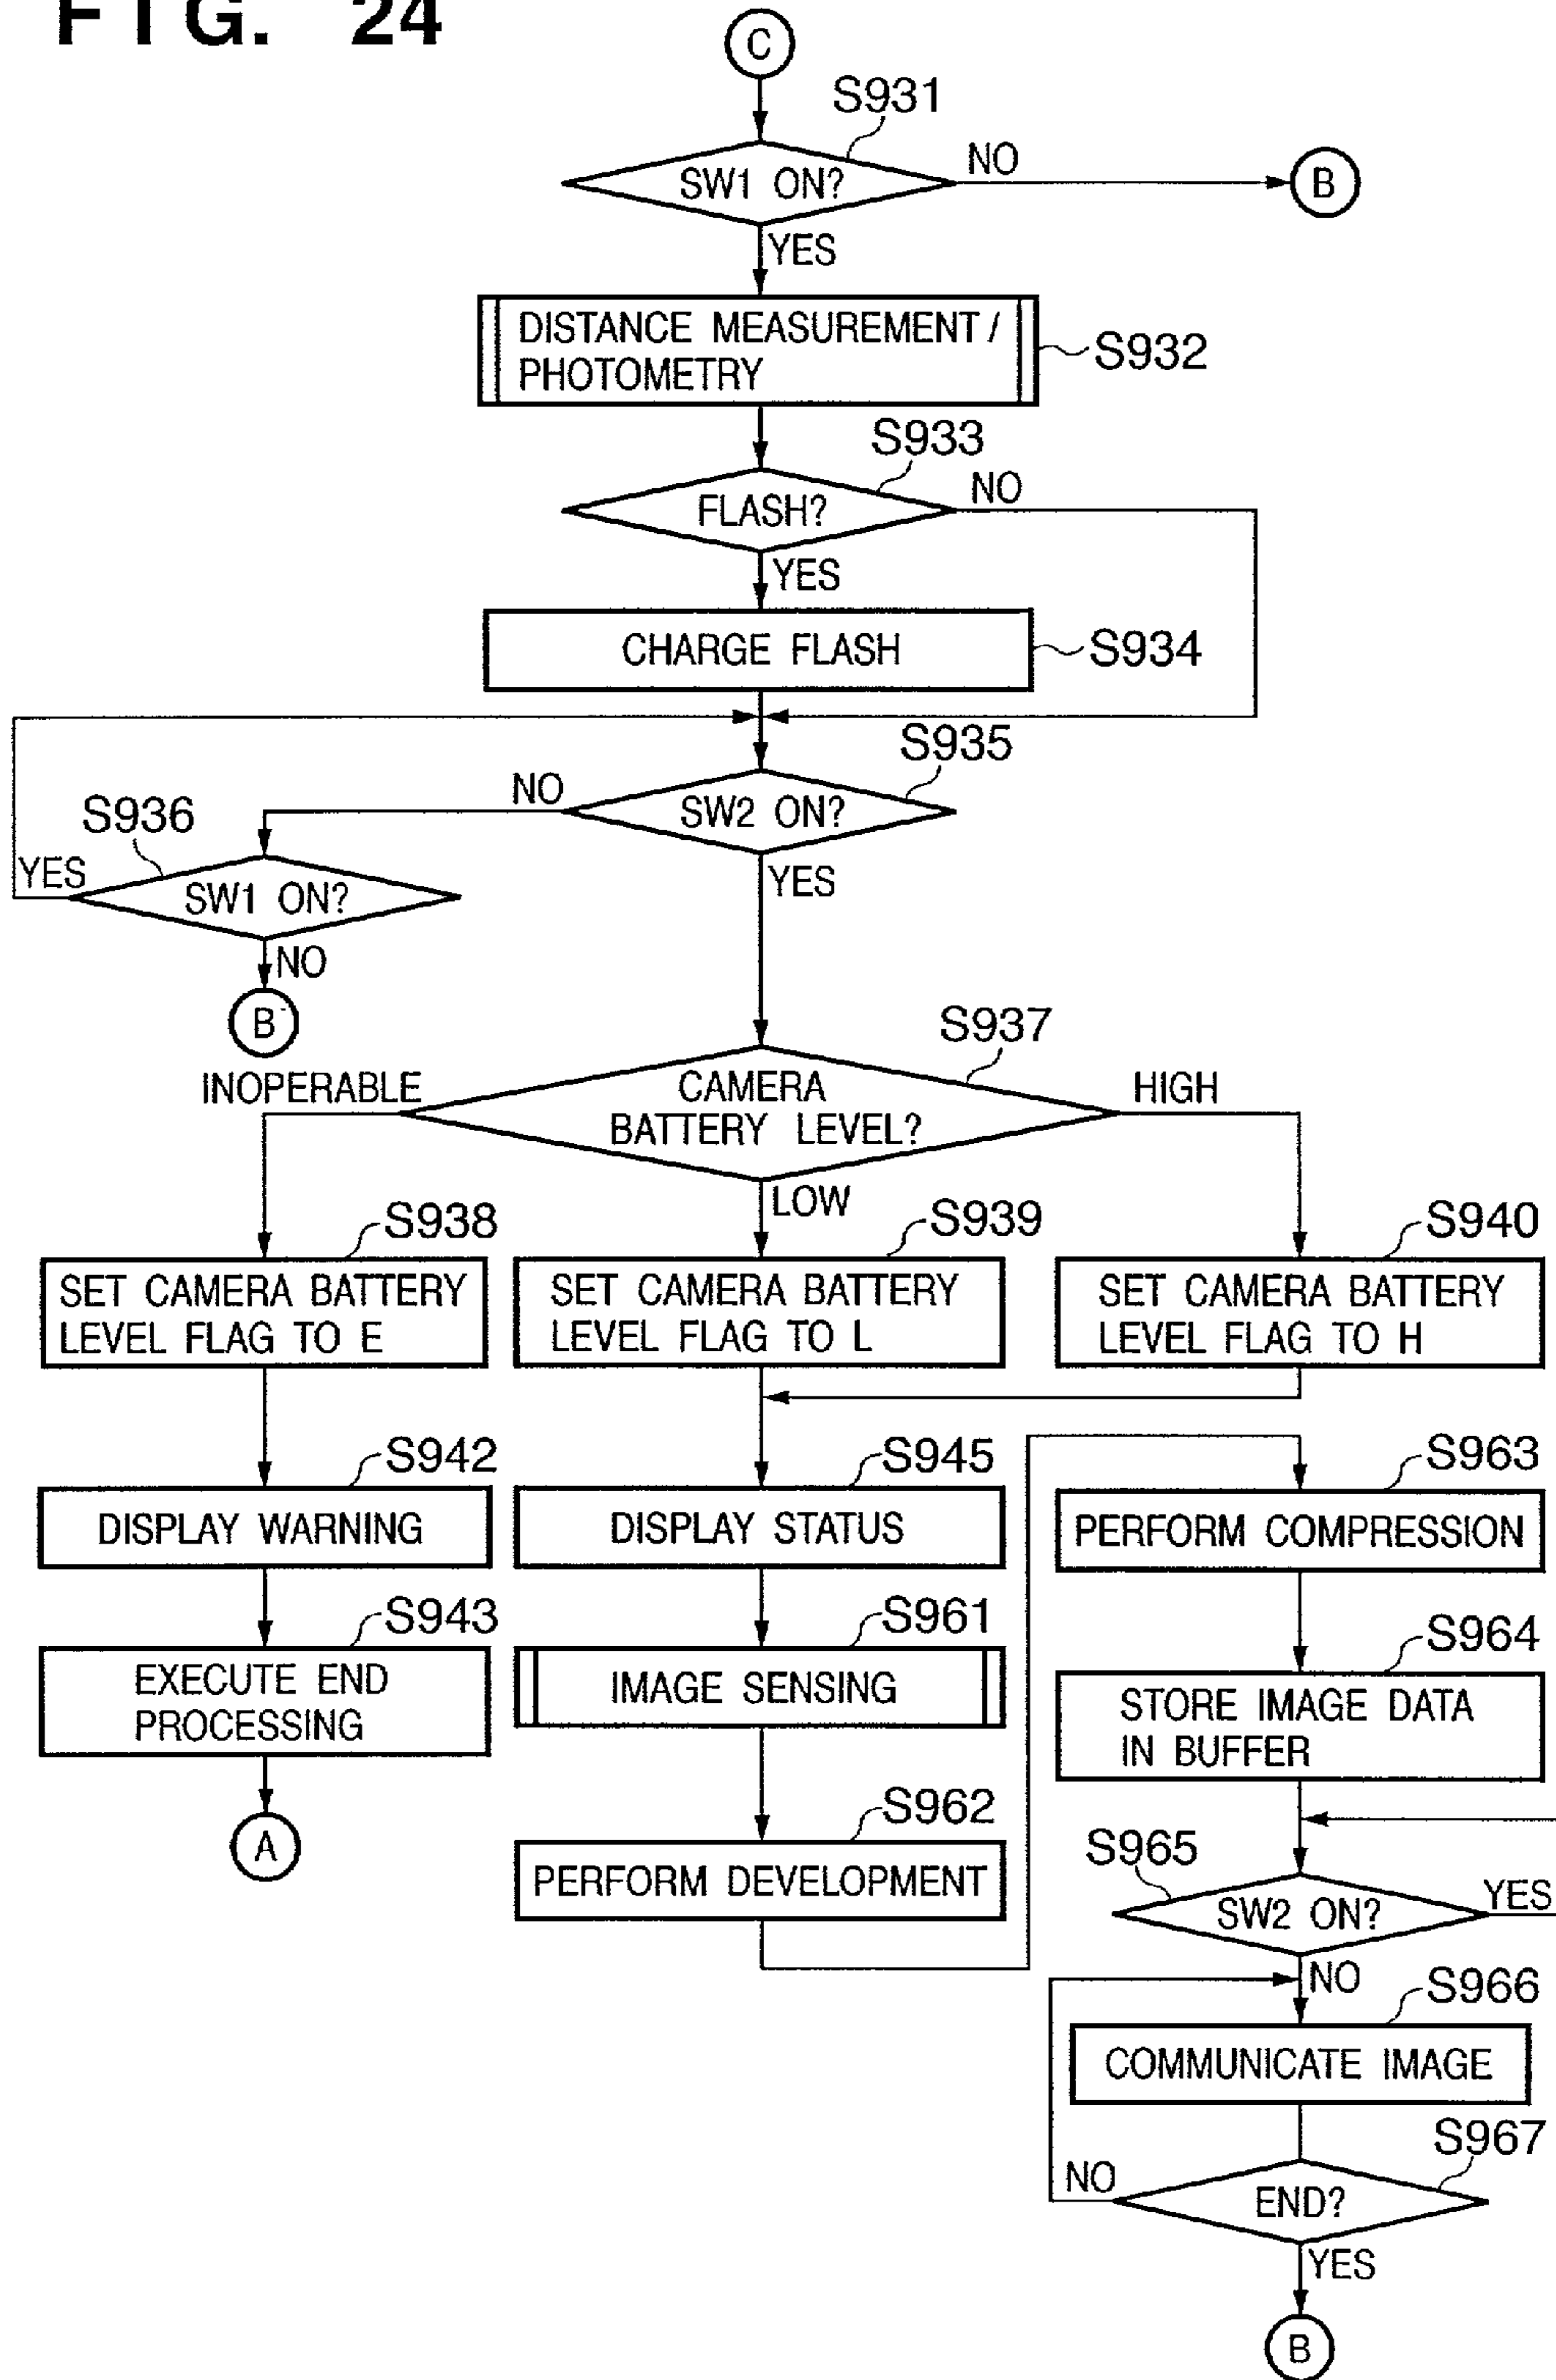 FIG. 24
C
S931
SW1 ON?
NO
B
YES
DISTANCE MEASUREMENT /
PHOTOMETRY
S932
S933
FLASH?
NO
YES
CHARGE FLASH
S934
S935
NO
SW2 ON?
S936
YES
SW1 ON?
YES
NO
B
S937
INOPERABLE
CAMERA
BATTERY LEVEL?
HIGH
LOW
S938
S939
S940
SET CAMERA BATTERY
LEVEL FLAG TO E
SET CAMERA BATTERY
LEVEL FLAG TO L
SET CAMERA BATTERY
LEVEL FLAG TO H
S942
S945
S963
DISPLAY WARNING
DISPLAY STATUS
PERFORM COMPRESSION
S943
S961
S964
EXECUTE END
PROCESSING
IMAGE SENSING
STORE IMAGE DATA
IN BUFFER
A
S962
PERFORM DEVELOPMENT
S965
SW2 ON?
YES
NO
S966
COMMUNICATE IMAGE
S967
NO
END?
YES
B